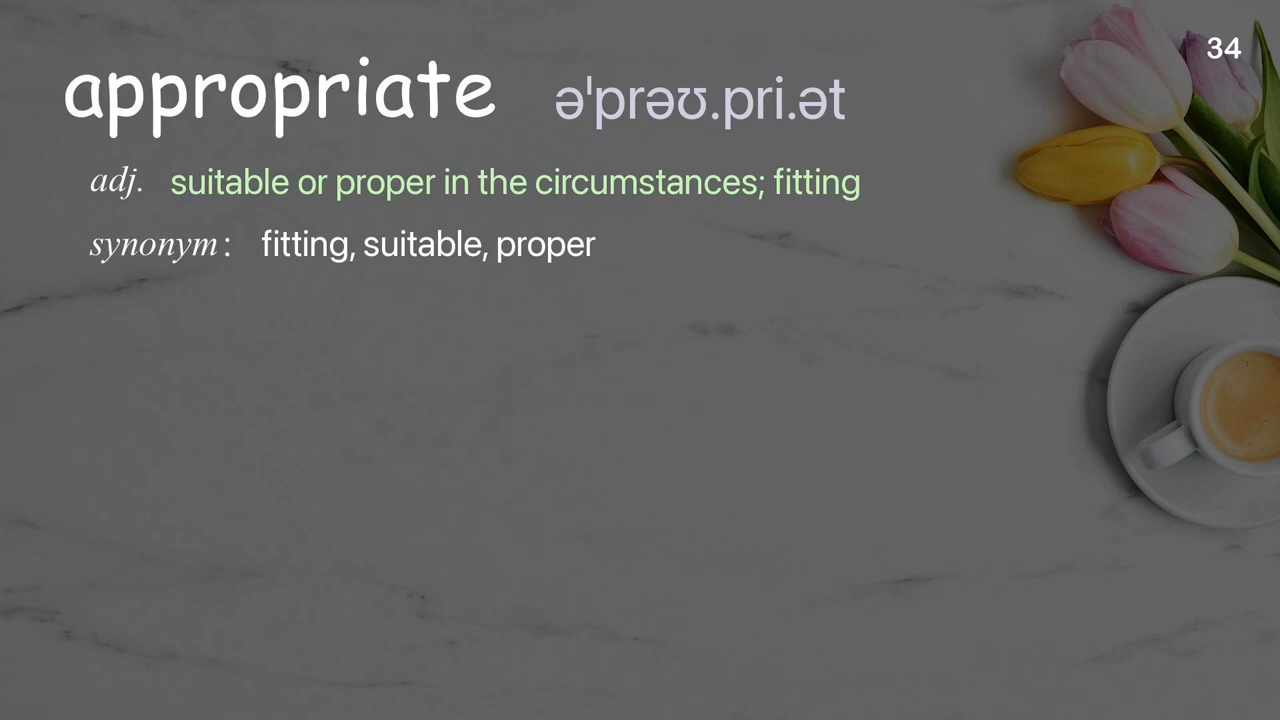 34
appropriate əˈprəʊ.pri.ət
adj. suitable or proper in the circumstances; fitting
synonym : fitting, suitable, proper